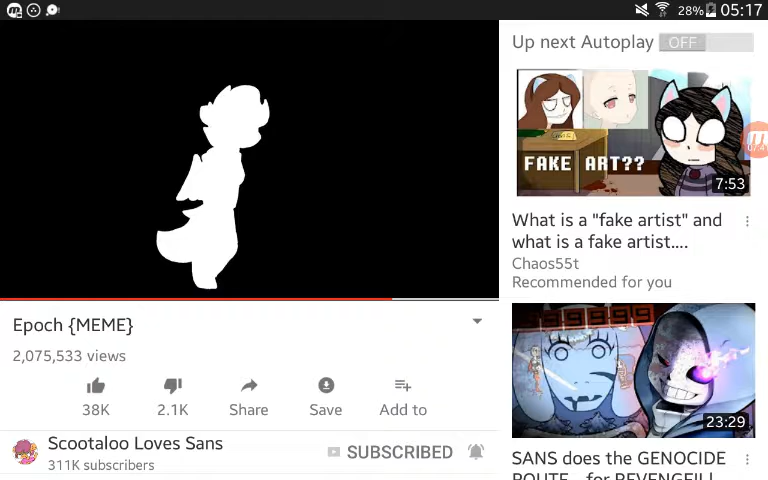 28% 05:17
Up next Autoplay OFF
FAKE ART??
7:53
What is a "fake artist" and
what is a fake artist....
Chaos55t
Recommended for you
Epoch {MEME}
2,075,533 views
38K
2.1K
Share
Save
Add to
Scootaloo Loves Sans
311K subscribers
SUBSCRIBED
23:29
SANS does the GENOCIDE